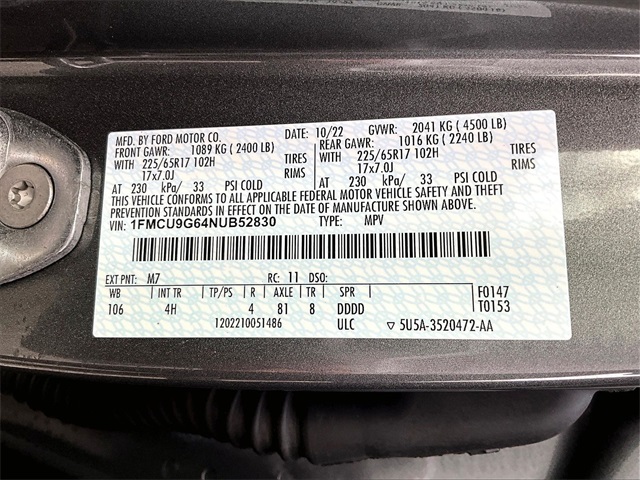 MFD. BY FORD MOTOR CO. DATE: 10/22 GVWR: 2041 KG ( 4500 LB)
FRONT GAWR: 1089 KG ( 2400 LB) REAR GAWR: 1016 KG ( 2240 LB)
WITH 225/65R17 102H TIRES WITH 225/65R17 102H TIRES
17x7.0J RIMS 17x7.0J RIMS
AT 230 kPa/ 33 PSI COLD AT 230 kPa/ 33 PSI COLD
THIS VEHICLE CONFORMS TO ALL APPLICABLE FEDERAL MOTOR VEHICLE SAFETY AND THEFT
PREVENTION STANDARDS IN EFFECT ON THE DATE OF MANUFACTURE SHOWN ABOVE.
VIN: 1FMCU9G64NUB52830 TYPE: MPV
EXT PNT: M7 RC: 11 DSO:
WB INT TR TP/PS R AXLE TR SPR F0147
106 4H 4 81 8 DDDD T0153
1202210051486 ULC ▽ 5U5A-3520472-AA